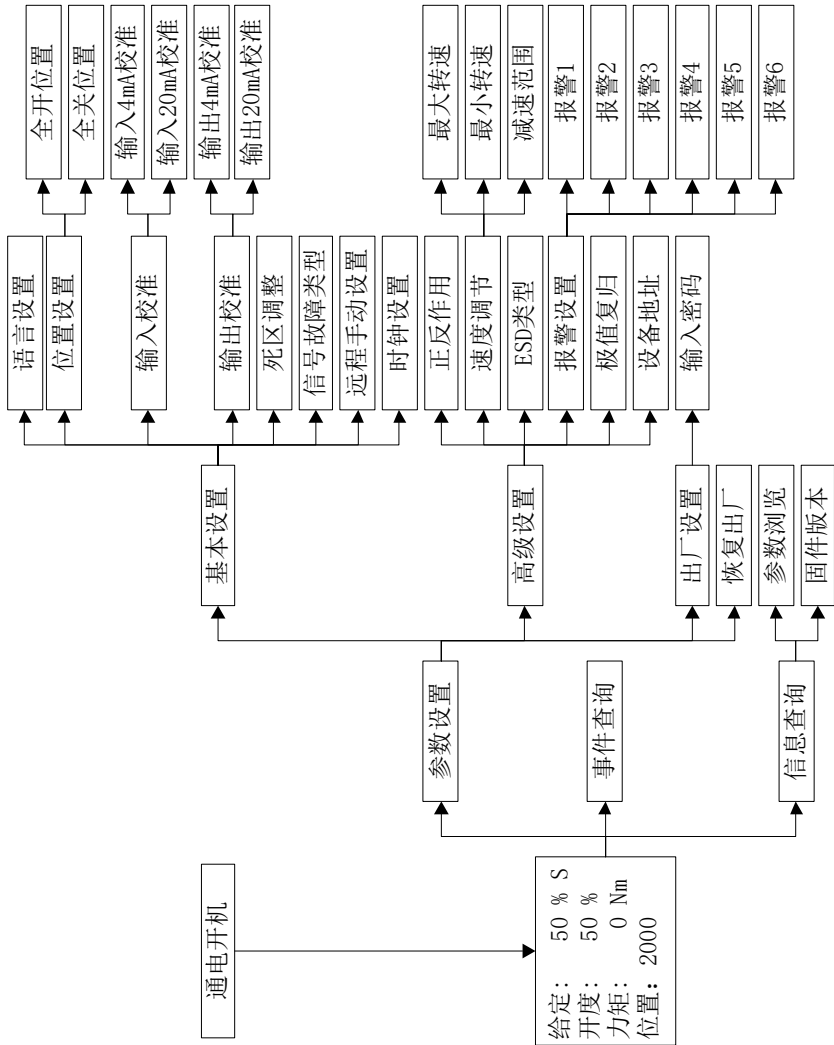 通电开机
给定: 50 % S
开度: 50 %
力矩: 0 Nm
位置: 2000
参数设置
事件查询
信息查询
基本设置
高级设置
出厂设置
恢复出厂
参数浏览
固件版本
语言设置
位置设置
输入校准
输出校准
死区调整
信号故障类型
远程手动设置
时钟设置
正反作用
速度调节
ESD类型
报警设置
极值复归
设备地址
输入密码
全开位置
全关位置
输入4mA校准
输入20mA校准
输出4mA校准
输出20mA校准
最大转速
最小转速
减速范围
报警1
报警2
报警3
报警4
报警5
报警6